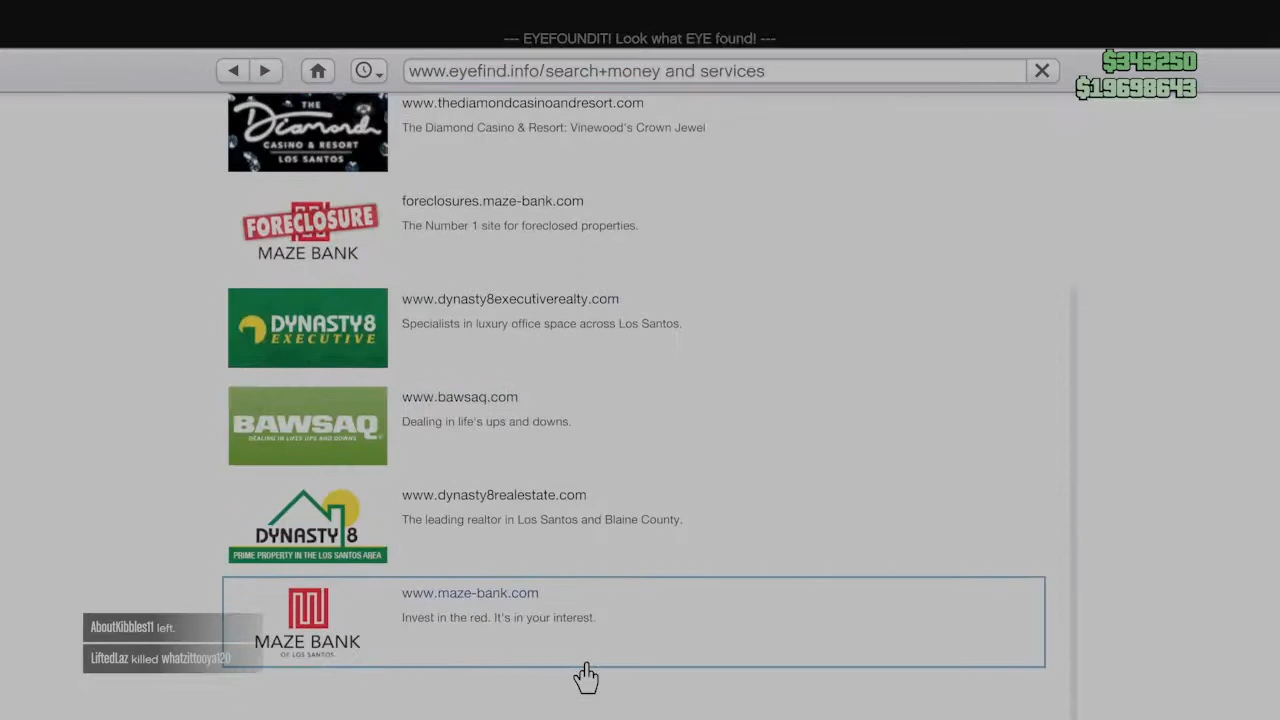 --- EYEFOUNDIT! Look what EYE found! ---
www.eyefind.info/search+money and services
$343250
$19698643
THE
Diamond
CASINO & RESORT
LOS SANTOS
www.thediamondcasinoandresort.com
The Diamond Casino & Resort: Vinewood's Crown Jewel
FORECLOSURE
MAZE BANK
foreclosures.maze-bank.com
The Number 1 site for foreclosed properties.
DYNASTY 8
EXECUTIVE
www.dynasty8executiverealty.com
Specialists in luxury office space across Los Santos.
BAWSAQ
DEALING IN LIFE'S UPS AND DOWNS
www.bawsaq.com
Dealing in life's ups and downs.
DYNASTY 8
PRIME PROPERTY IN THE LOS SANTOS AREA
www.dynasty8realestate.com
The leading realtor in Los Santos and Blaine County.
MAZE BANK
OF LOS SANTOS
www.maze-bank.com
Invest in the red. It's in your interest.
AboutKibbles11 left.
LiftedLaz killed whatzittooya120